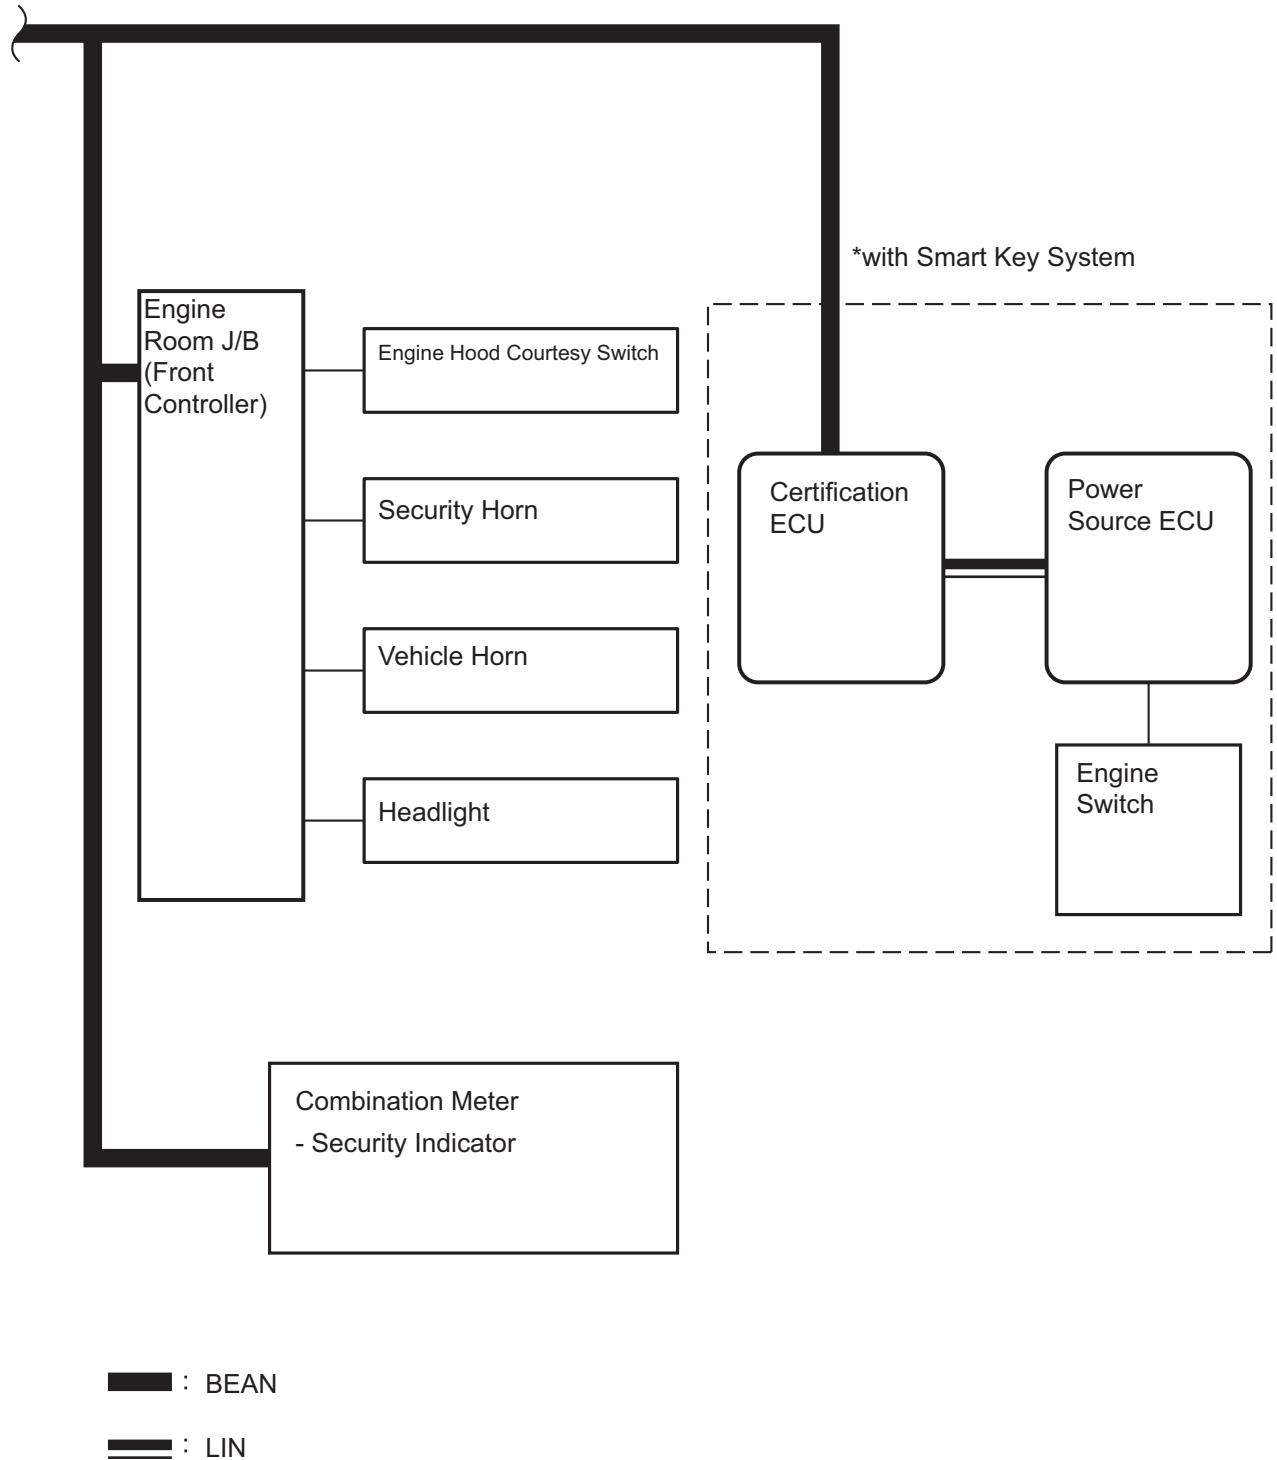 *with Smart Key System
Engine
Room J/B
(Front
Controller)
Engine Hood Courtesy Switch
Security Horn
Vehicle Horn
Headlight
Certification
ECU
Power
Source ECU
Engine
Switch
Combination Meter
- Security Indicator
: BEAN
: LIN